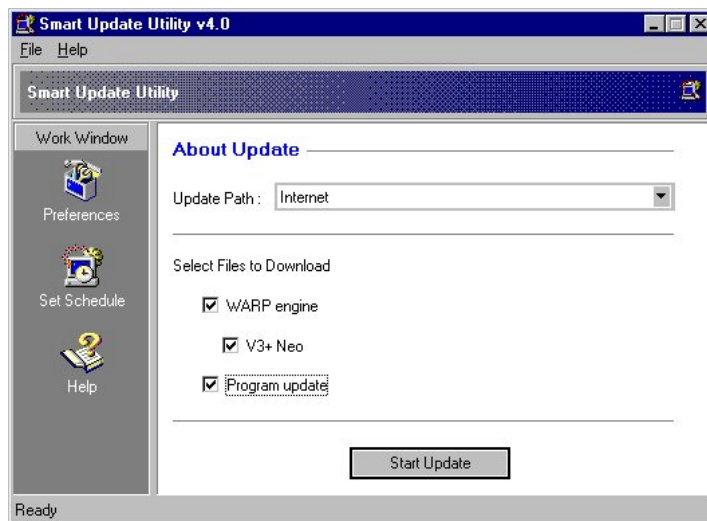 Smart Update Utility v4.0
File Help
Smart Update Utility
Work Window
Preferences
Set Schedule
Help
About Update
Update Path : Internet
Select Files to Download
WARP engine
V3+ Neo
Program update
Start Update
Ready